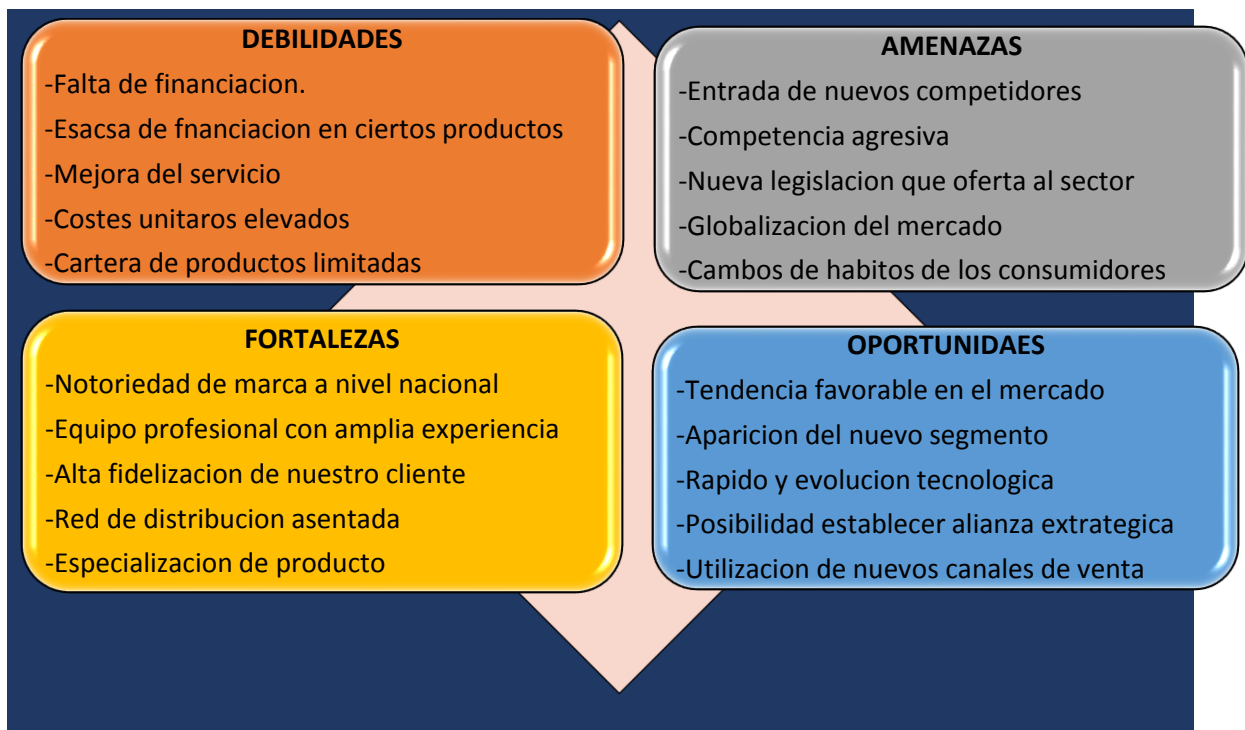 DEBILIDADES
-Falta de financiacion.
-Esacsa de fnanciacion en ciertos productos
-Mejora del servicio
-Costes unitaros elevados
-Cartera de productos limitadas
AMENAZAS
-Entrada de nuevos competidores
-Competencia agresiva
-Nueva legislacion que oferta al sector
-Globalizacion del mercado
-Cambos de habitos de los consumidores
FORTALEZAS
-Notoriedad de marca a nivel nacional
-Equipo profesional con amplia experiencia
-Alta fidelizacion de nuestro cliente
-Red de distribucion asentada
-Especializacion de producto
OPORTUNIDAES
-Tendencia favorable en el mercado
-Aparicion del nuevo segmento
-Rapido y evolucion tecnologica
-Posibilidad establecer alianza extrategica
-Utilizacion de nuevos canales de venta